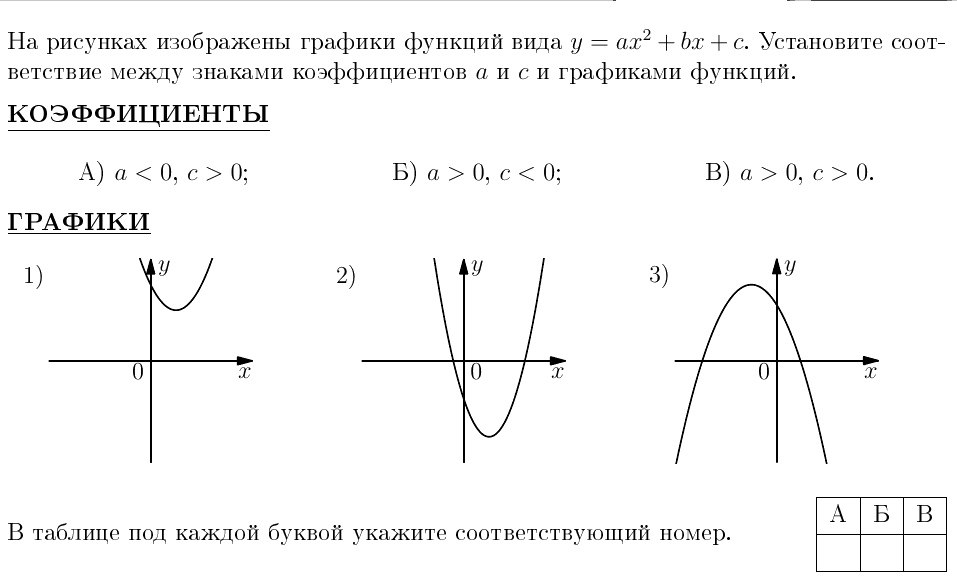 На рисунках изображены графики функций вида y = ax² + bx + c. Установите соот-
ветствие между знаками коэффициентов a и c и графиками функций.
КОЭФФИЦИЕНТЫ
А) a < 0, c > 0; Б) a > 0, c < 0; В) a > 0, c > 0.
ГРАФИКИ
1) y 0 x
2) y 0 x
3) y 0 x
В таблице под каждой буквой укажите соответствующий номер.
А Б В